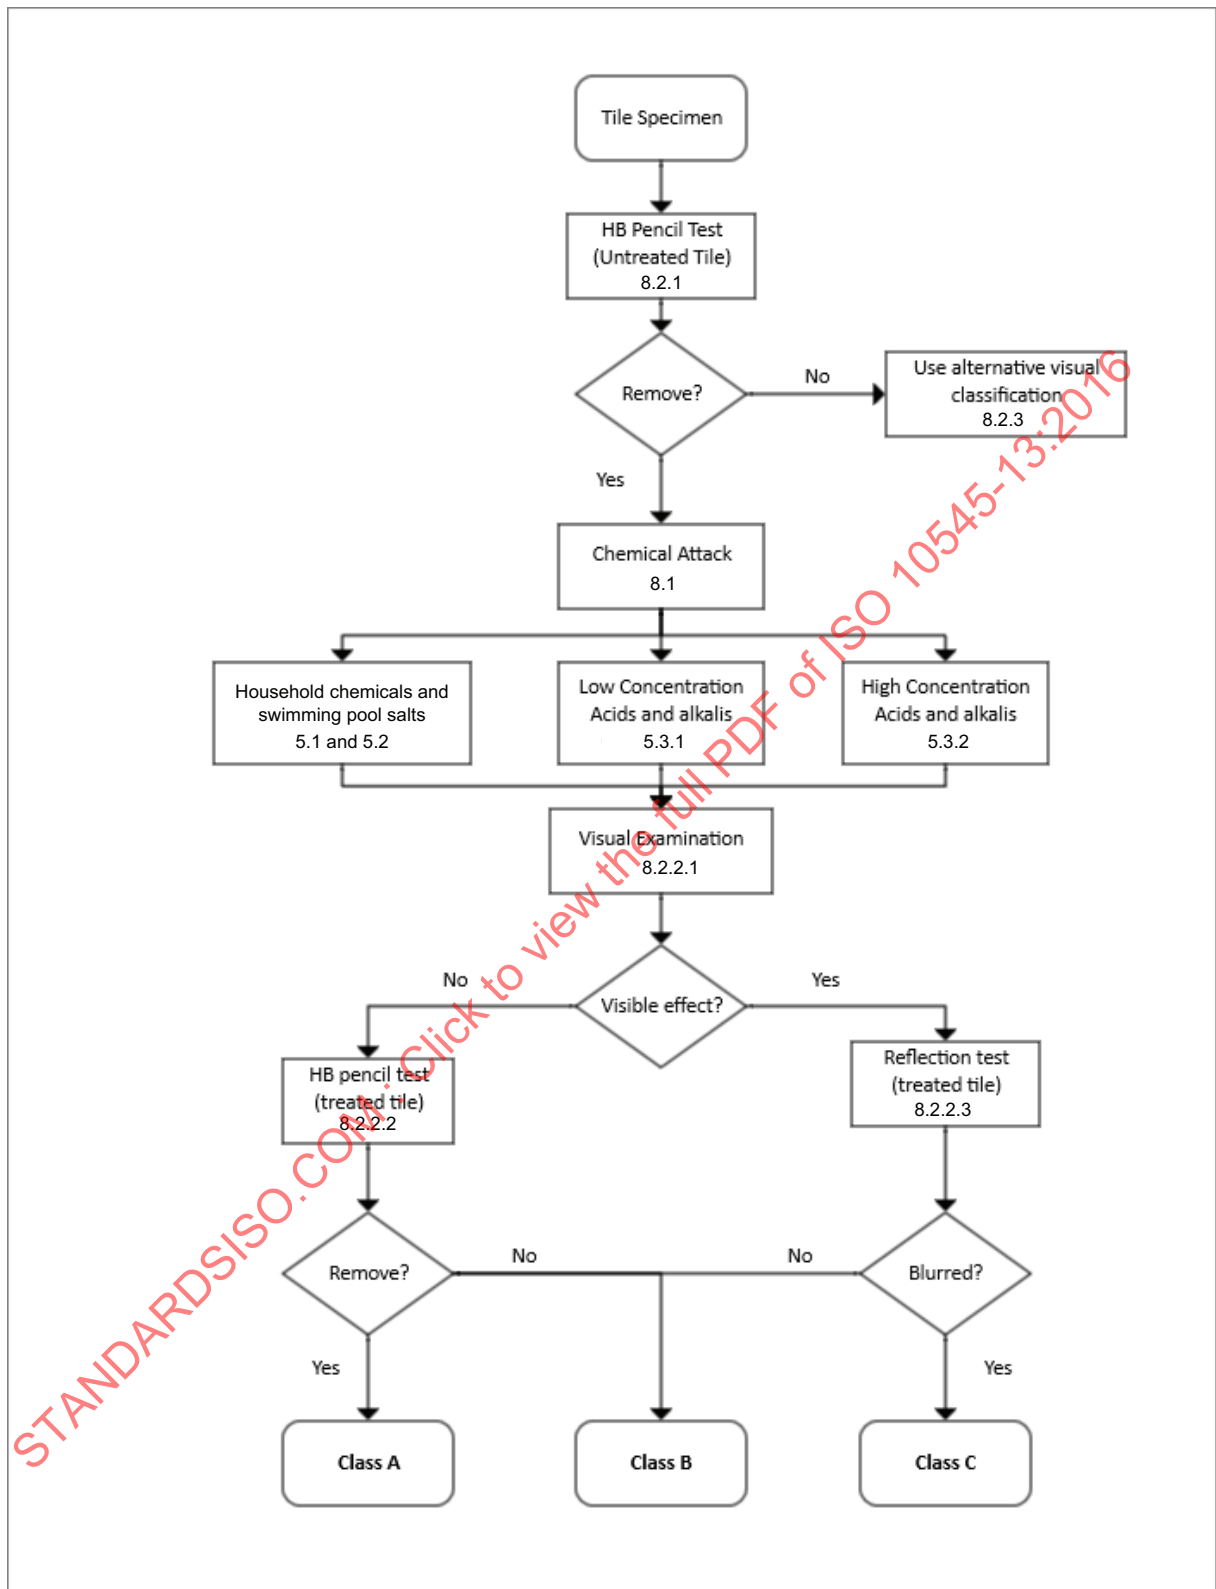 Tile Specimen
HB Pencil Test
(Untreated Tile)
8.2.1
Remove?
No
Use alternative visual
classification
8.2.3
Yes
Chemical Attack
8.1
Household chemicals and
swimming pool salts
5.1 and 5.2
Low Concentration
Acids and alkalis
5.3.1
High Concentration
Acids and alkalis
5.3.2
Visual Examination
8.2.2.1
Visible effect?
No
Yes
HB pencil test
(treated tile)
8.2.2.2
Reflection test
(treated tile)
8.2.2.3
Remove?
No
No
Blurred?
Yes
Yes
Class A
Class B
Class C
STANDARDSISO.COM : Click to view the full PDF of ISO 10545-13:2016